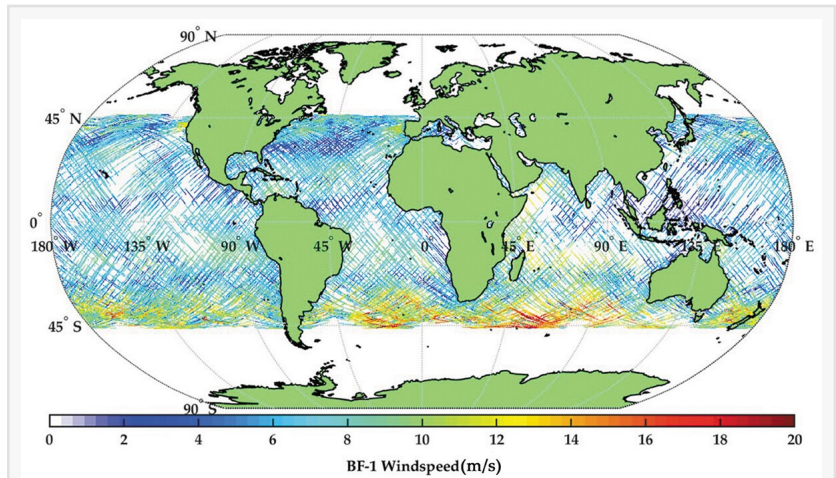 90° N
45° N
0°
180° W 135° W 90° W 45° W 0° 45° E 90° E 135° E 180° E
45° S
90° S
0 2 4 6 8 10 12 14 16 18 20
BF-1 Windspeed(m/s)